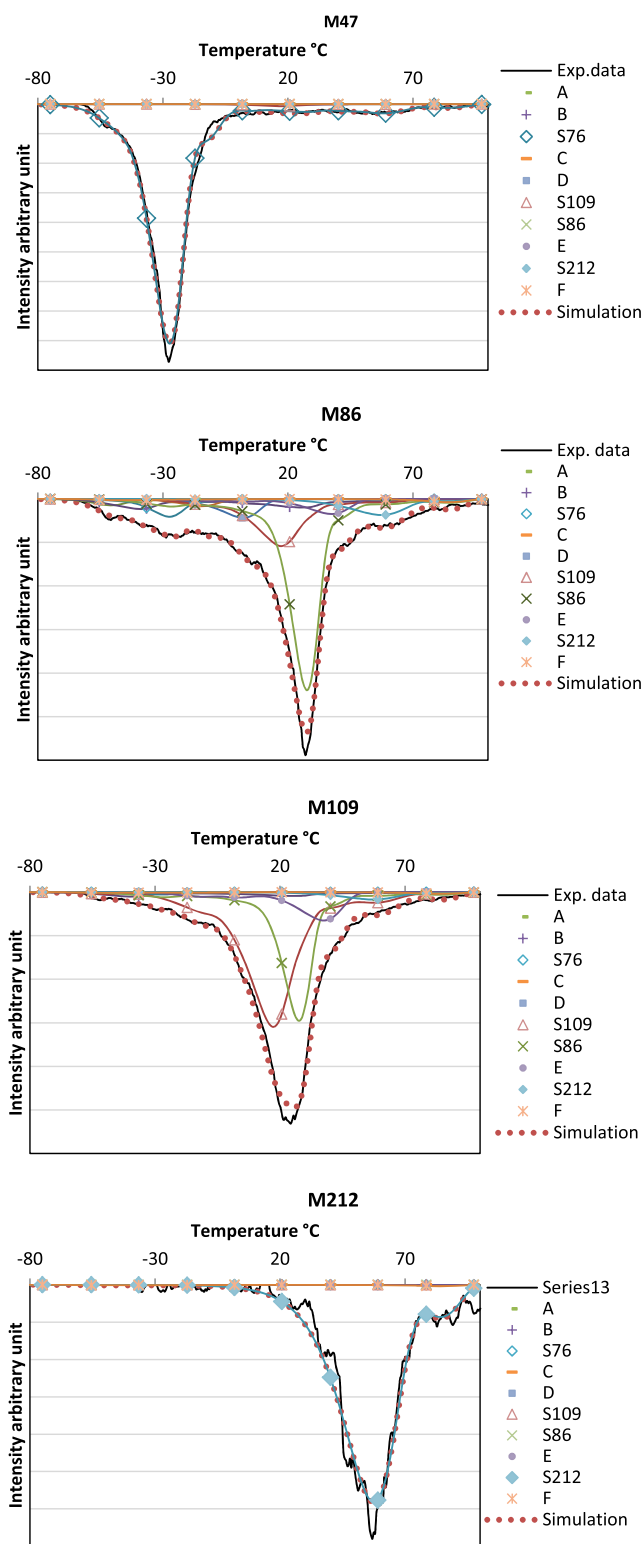 M47
Temperature °C
-80 -30 20 70
Intensity arbitrary unit
Exp.data
A
B
S76
C
D
S109
S86
E
S212
F
Simulation
M86
Temperature °C
-80 -30 20 70
Intensity arbitrary unit
Exp. data
A
B
S76
C
D
S109
S86
E
S212
F
Simulation
M109
Temperature °C
-80 -30 20 70
Intensity arbitrary unit
Exp. data
A
B
S76
C
D
S109
S86
E
S212
F
Simulation
M212
Temperature °C
-80 -30 20 70
Intensity arbitrary unit
Series13
A
B
S76
C
D
S109
S86
E
S212
F
Simulation